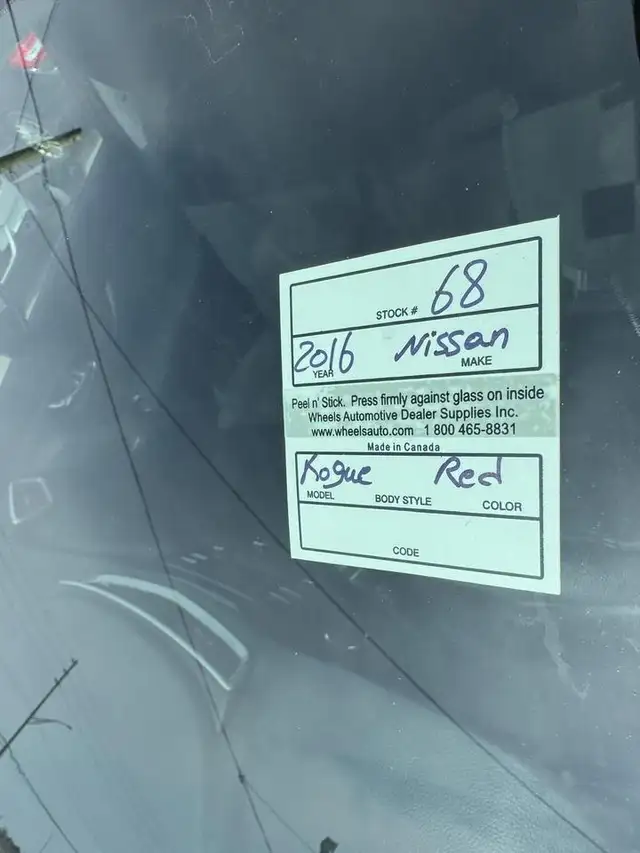 STOCK # 68
2016 Nissan
YEAR MAKE
Peel n' Stick. Press firmly against glass on inside
Wheels Automotive Dealer Supplies Inc.
www.wheelsauto.com 1 800 465-8831
Made in Canada
Rogue Red
MODEL BODY STYLE COLOR
CODE